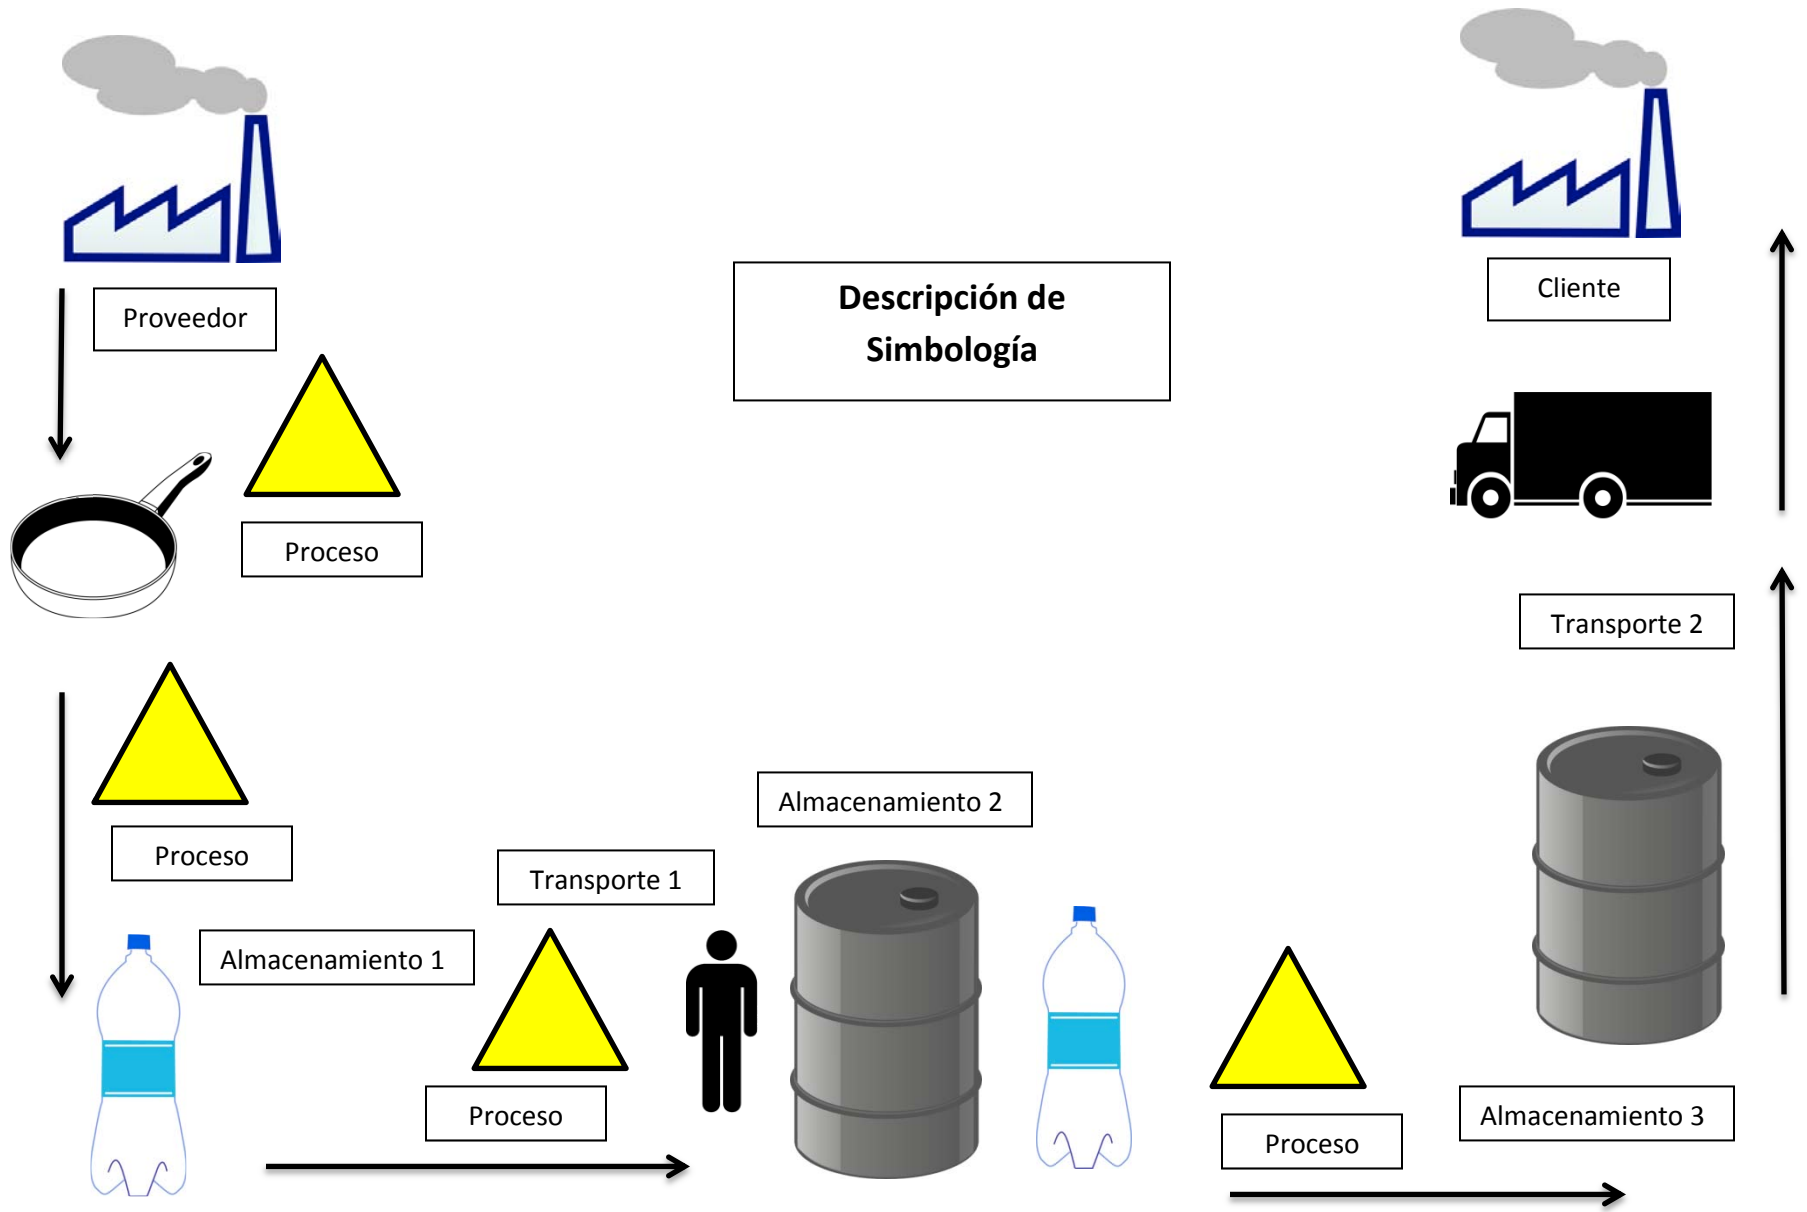 Proveedor
Cliente
Descripción de
Simbología
Proceso
Transporte 2
Proceso
Almacenamiento 2
Transporte 1
Almacenamiento 1
Proceso
Proceso
Almacenamiento 3